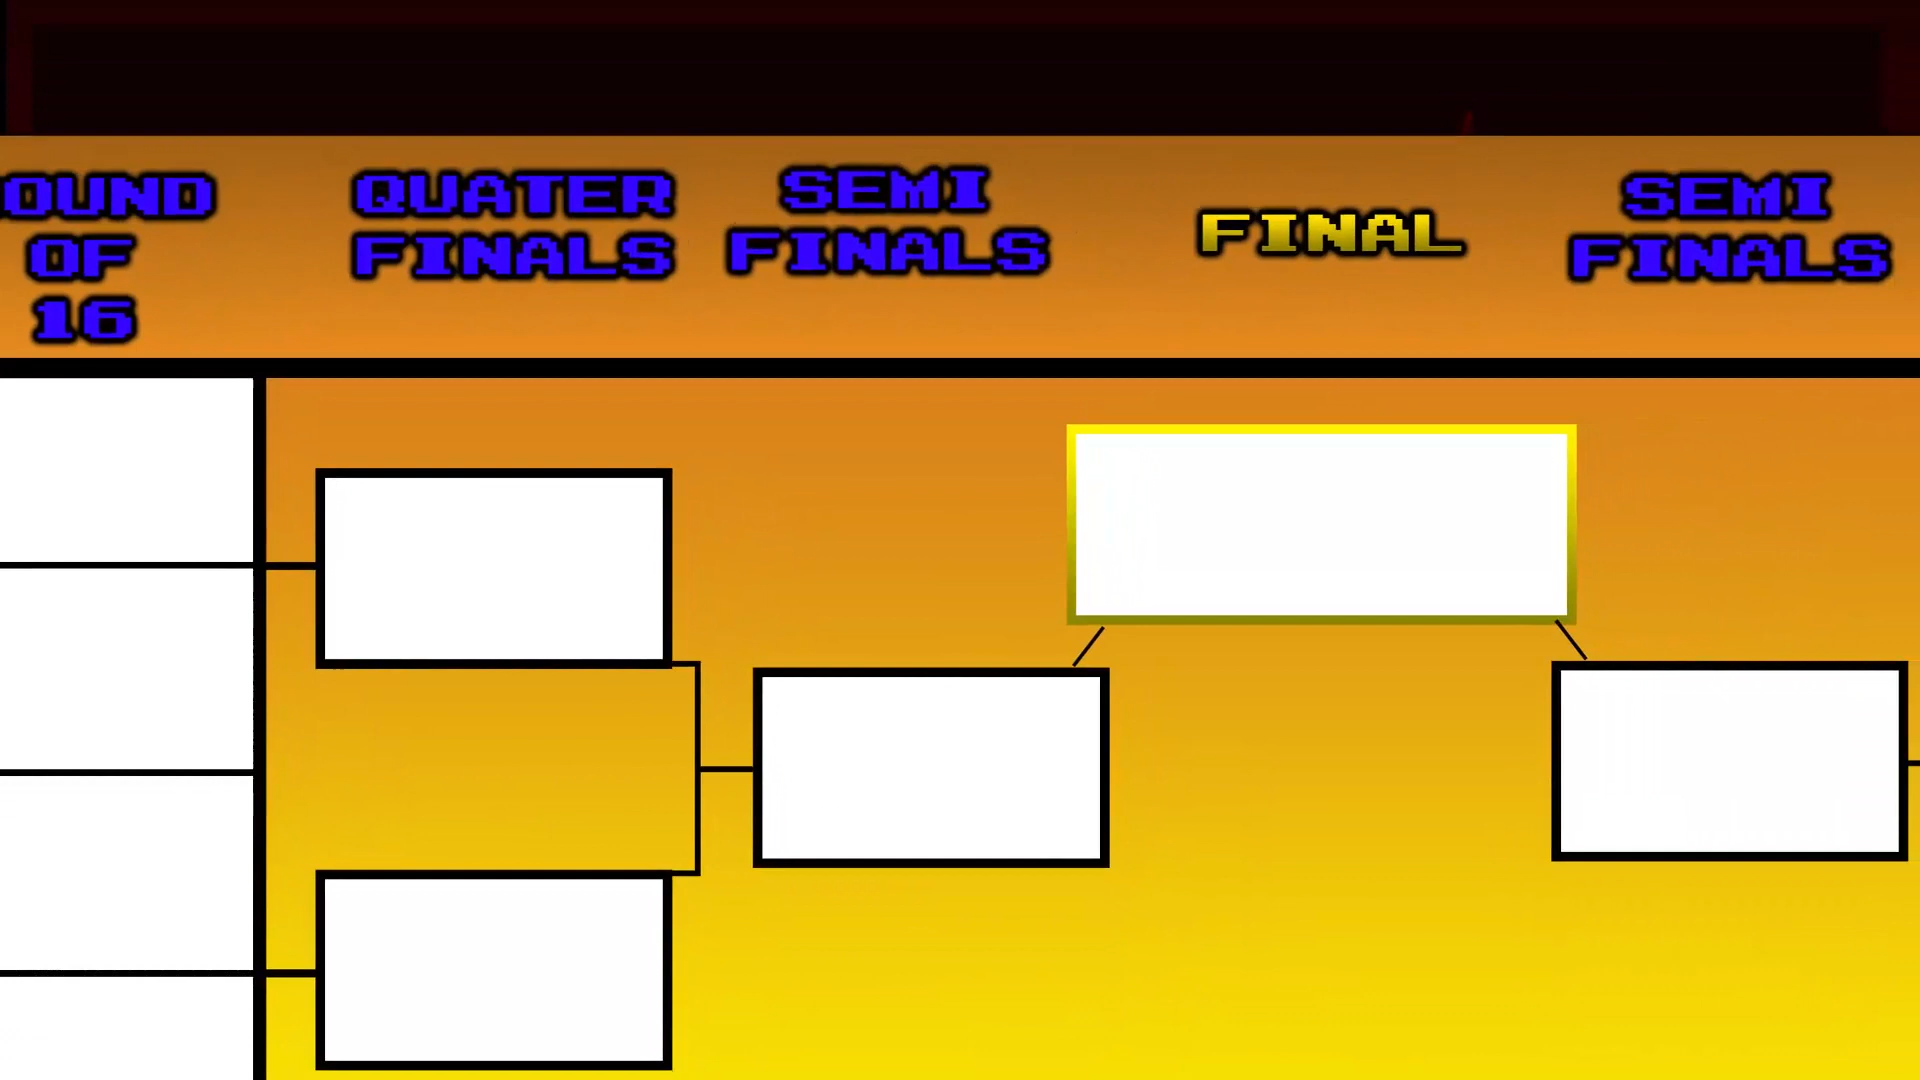 OUND
OF
16
QUATER
FINALS
SEMI
FINALS
FINAL
SEMI
FINALS